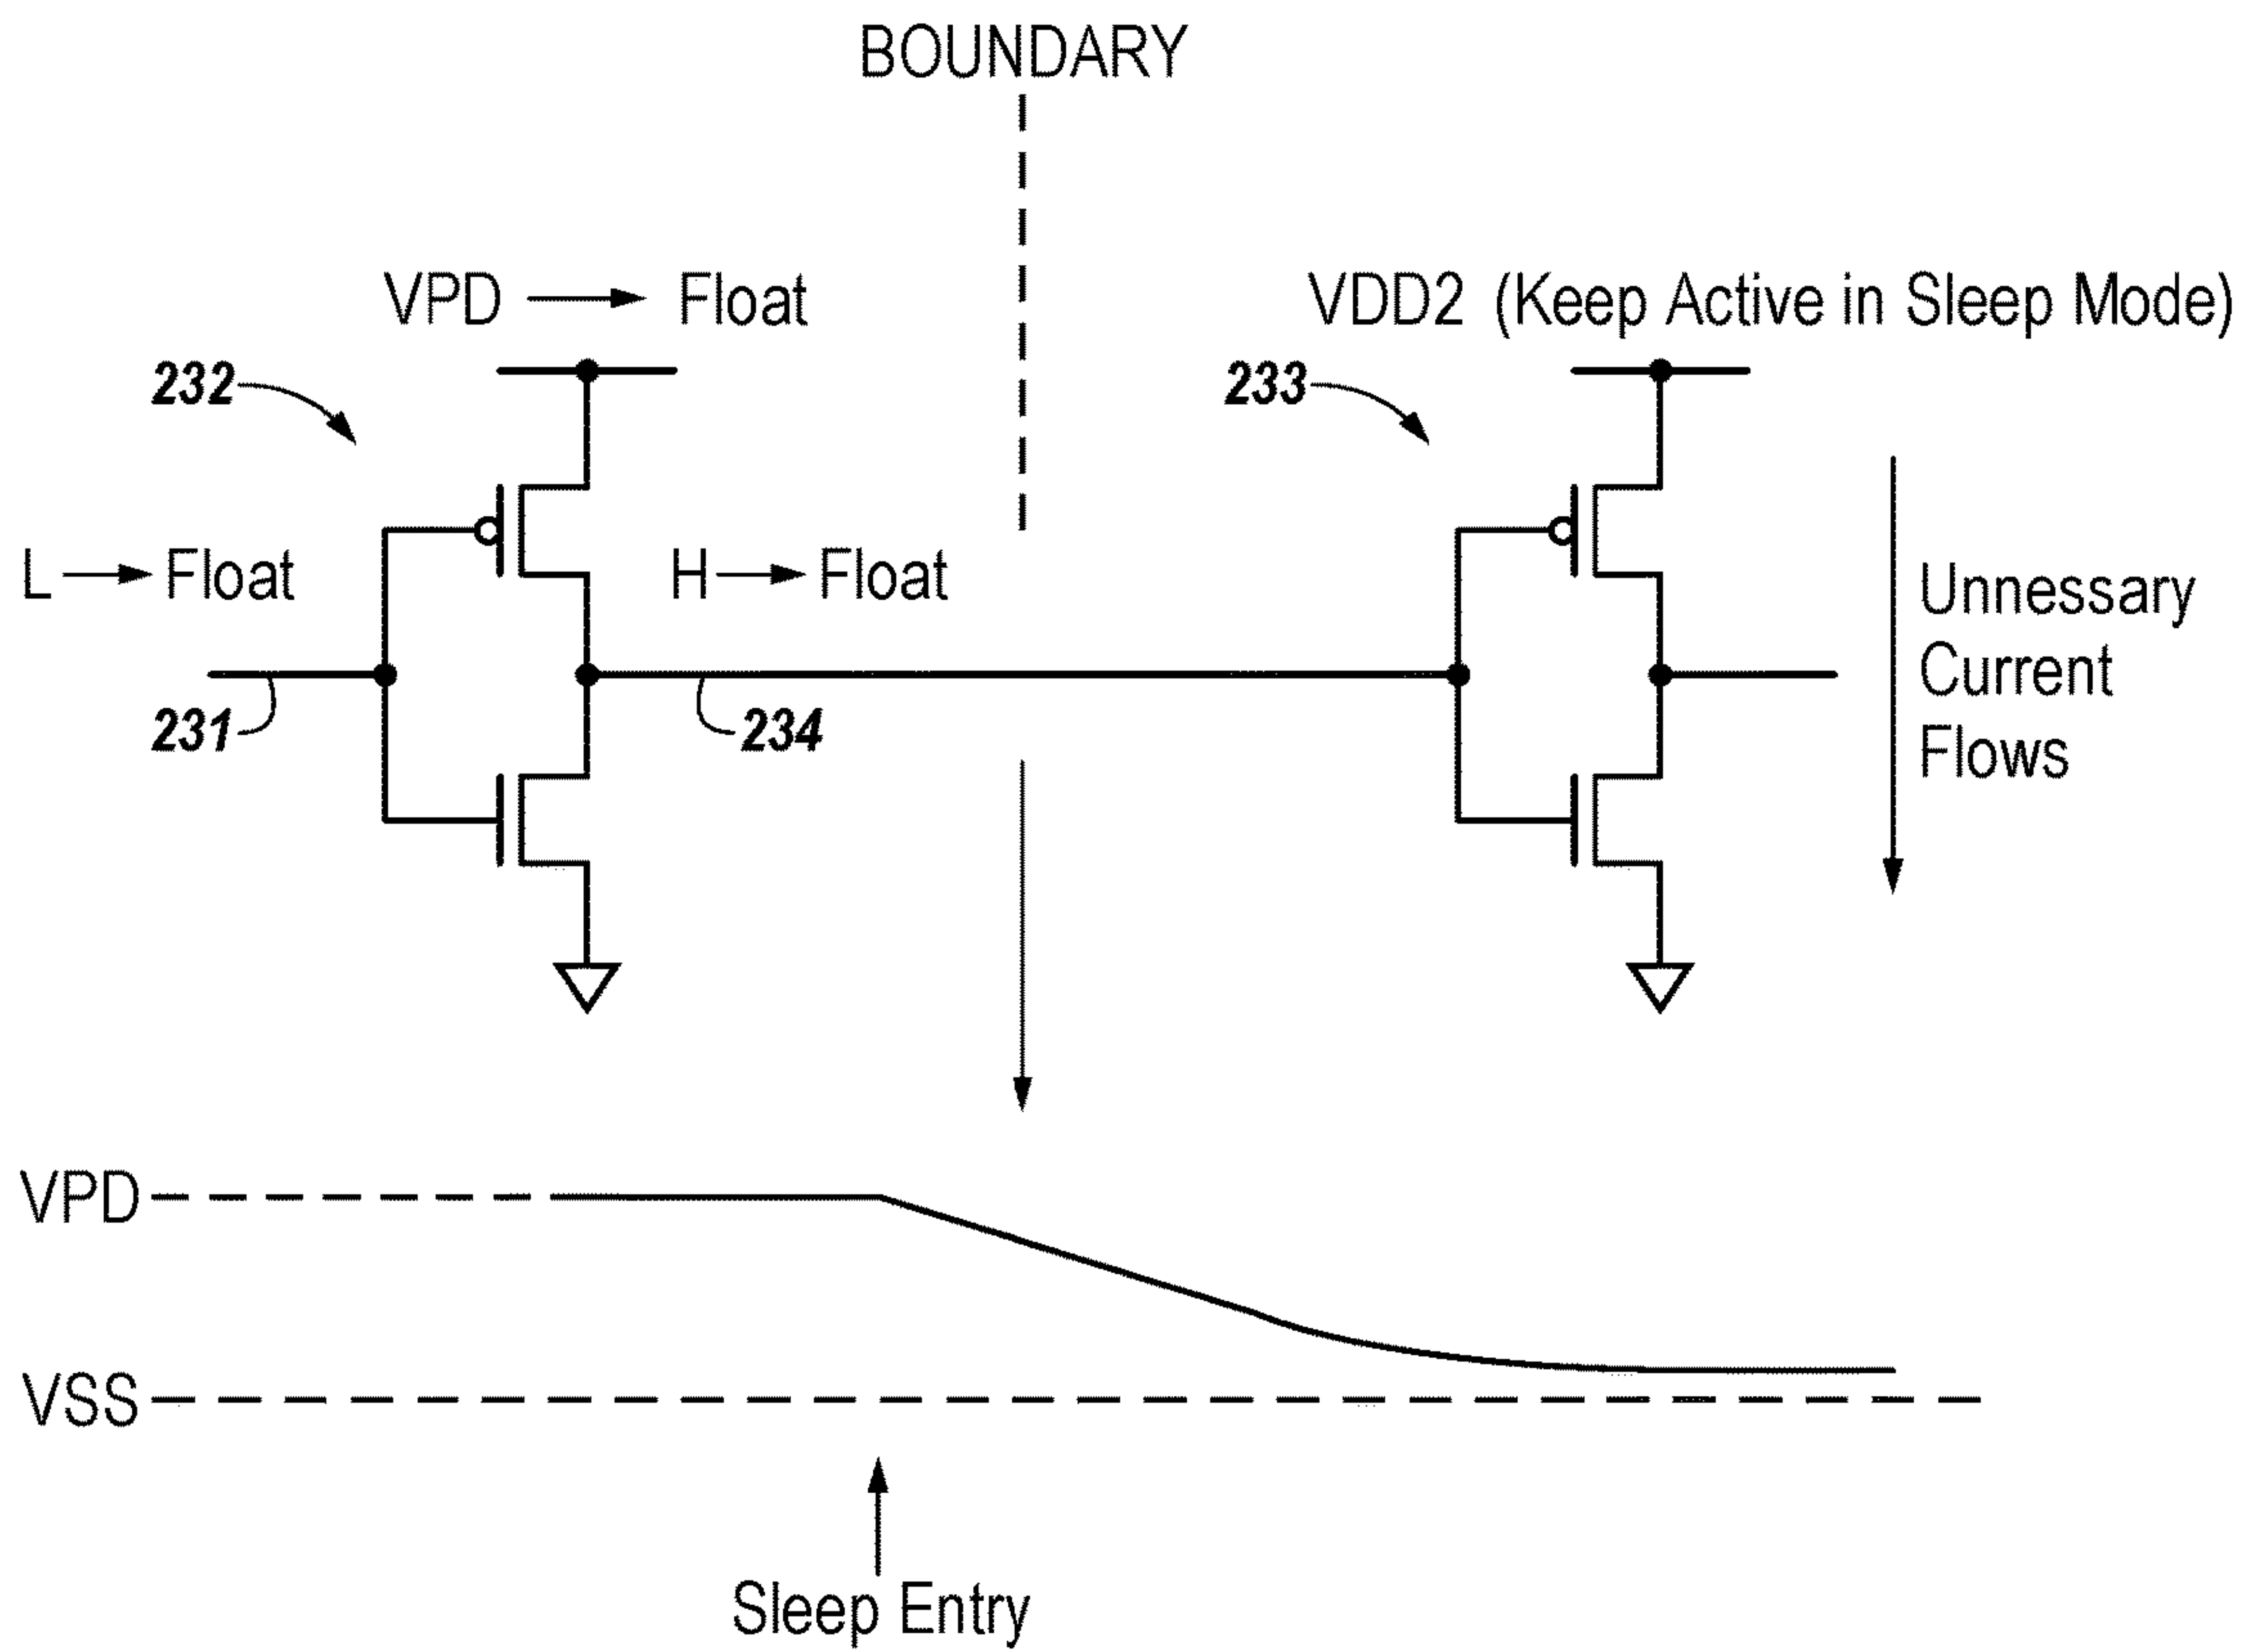 BOUNDARY
VPD → Float
VDD2 (Keep Active in Sleep Mode)
232
233
L → Float
H → Float
Unnessary
Current
Flows
231
234
VPD
VSS
Sleep Entry